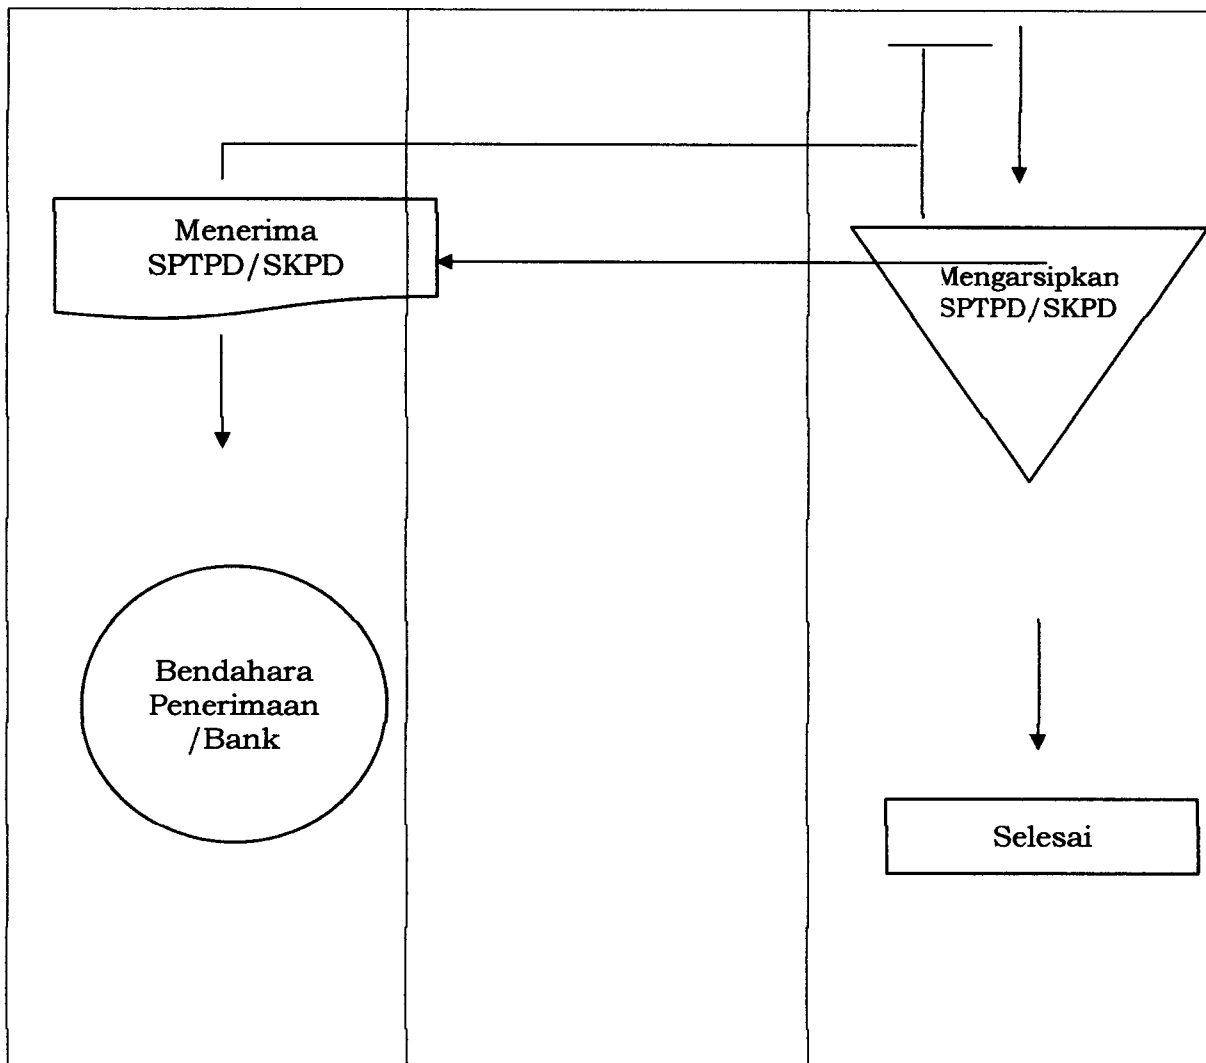 Menerima
SPTPD/SKPD
Mengarsipkan
SPTPD/SKPD
Bendahara
Penerimaan
/Bank
Selesai